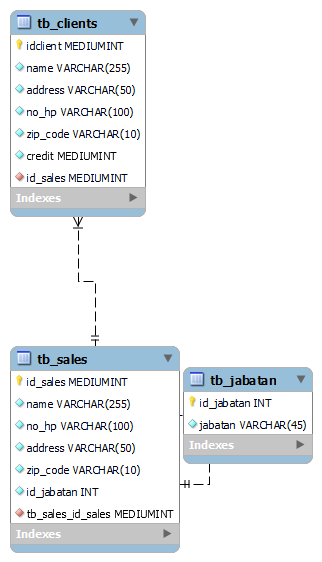 tb_clients
idclient MEDIUMINT
name VARCHAR(255)
address VARCHAR(50)
no_hp VARCHAR(100)
zip_code VARCHAR(10)
credit MEDIUMINT
id_sales MEDIUMINT
Indexes
tb_sales
id_sales MEDIUMINT
name VARCHAR(255)
no_hp VARCHAR(100)
address VARCHAR(50)
zip_code VARCHAR(10)
id_jabatan INT
tb_sales_id_sales MEDIUMINT
Indexes
tb_jabatan
id_jabatan INT
jabatan VARCHAR(45)
Indexes